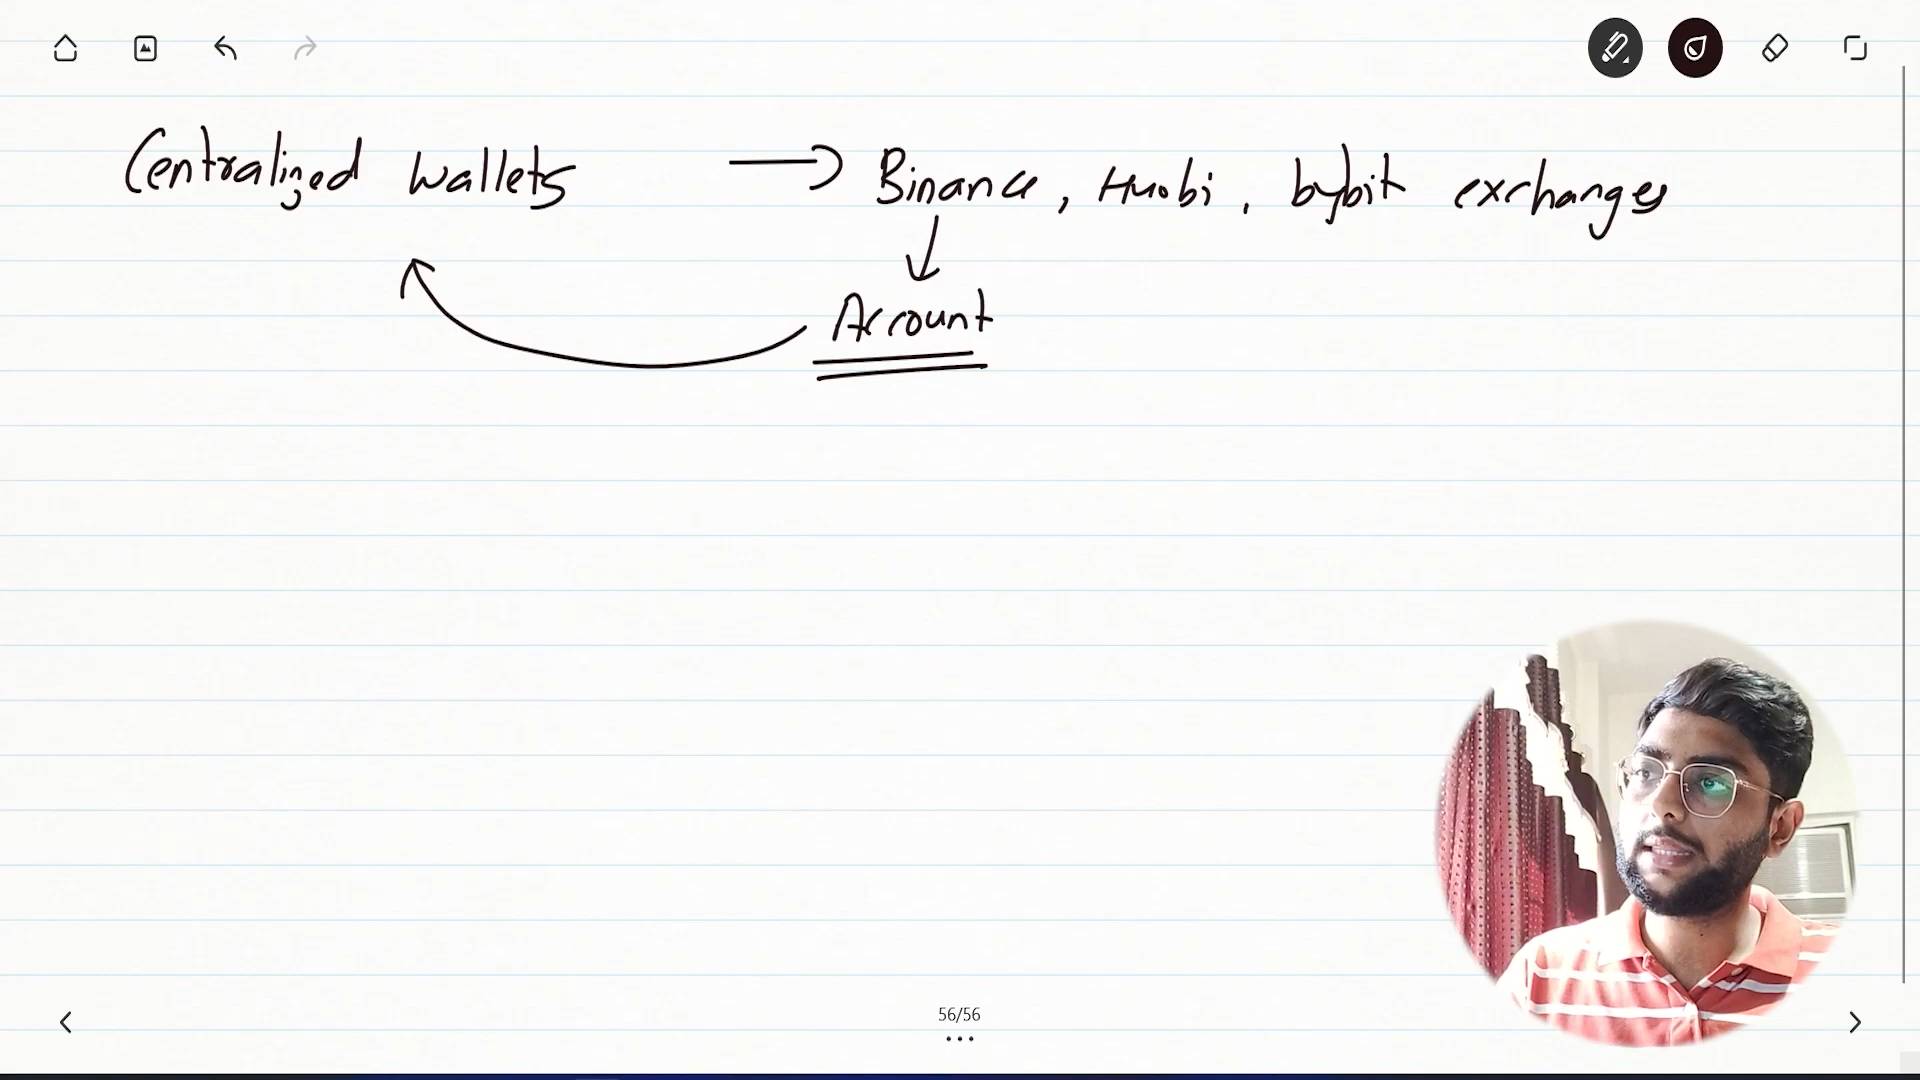 Centralized wallets → Binance, Huobi, bybit exchanges
Account
56/56